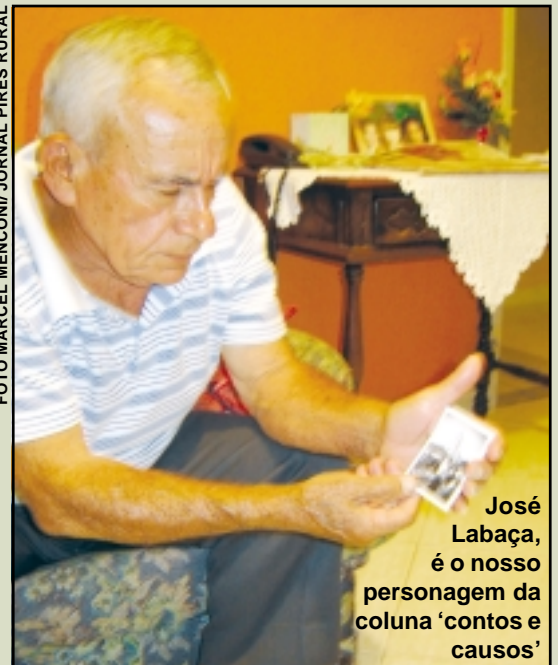 FOTO MARCEL MENCONI/ JORNAL PIRES RURAL
José
Labaça,
é o nosso
personagem da
coluna ‘contos e
causos’